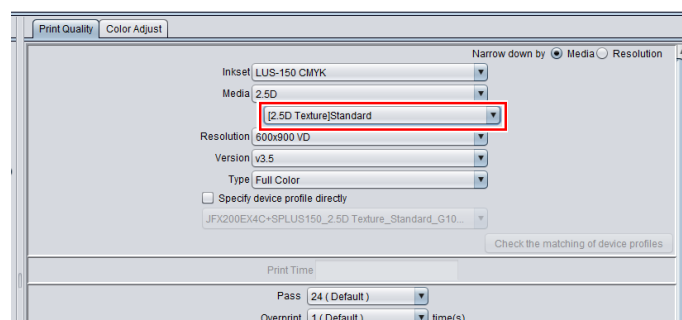 Print Quality Color Adjust
Narrow down by Media Resolution
Inkset LUS-150 CMYK
Media 2.5D
[2.5D Texture]Standard
Resolution 600x900 VD
Version v3.5
Type Full Color
Specify device profile directly
JFX200EX4C+SPLUS150_2.5D Texture_Standard_G10...
Check the matching of device profiles
Print Time
Pass 24 ( Default )
Overprint 1 ( Default ) time(s)